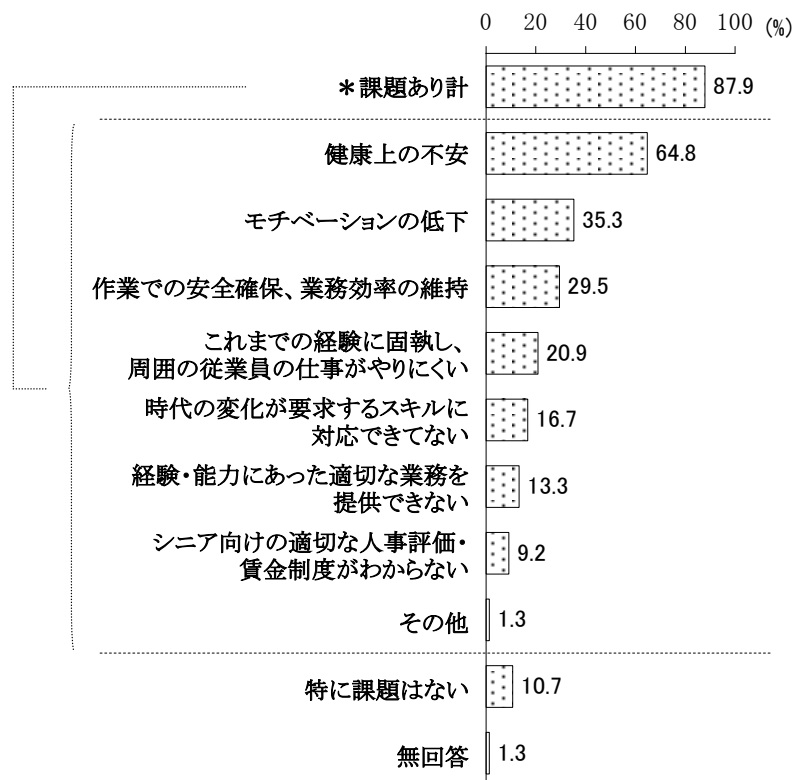 0 20 40 60 80 100 (%)
＊課題あり計 87.9
健康上の不安 64.8
モチベーションの低下 35.3
作業での安全確保、業務効率の維持 29.5
これまでの経験に固執し、
周囲の従業員の仕事がやりにくい 20.9
時代の変化が要求するスキルに
対応できてない 16.7
経験・能力にあった適切な業務を
提供できない 13.3
シニア向けの適切な人事評価・
賃金制度がわからない 9.2
その他 1.3
特に課題はない 10.7
無回答 1.3